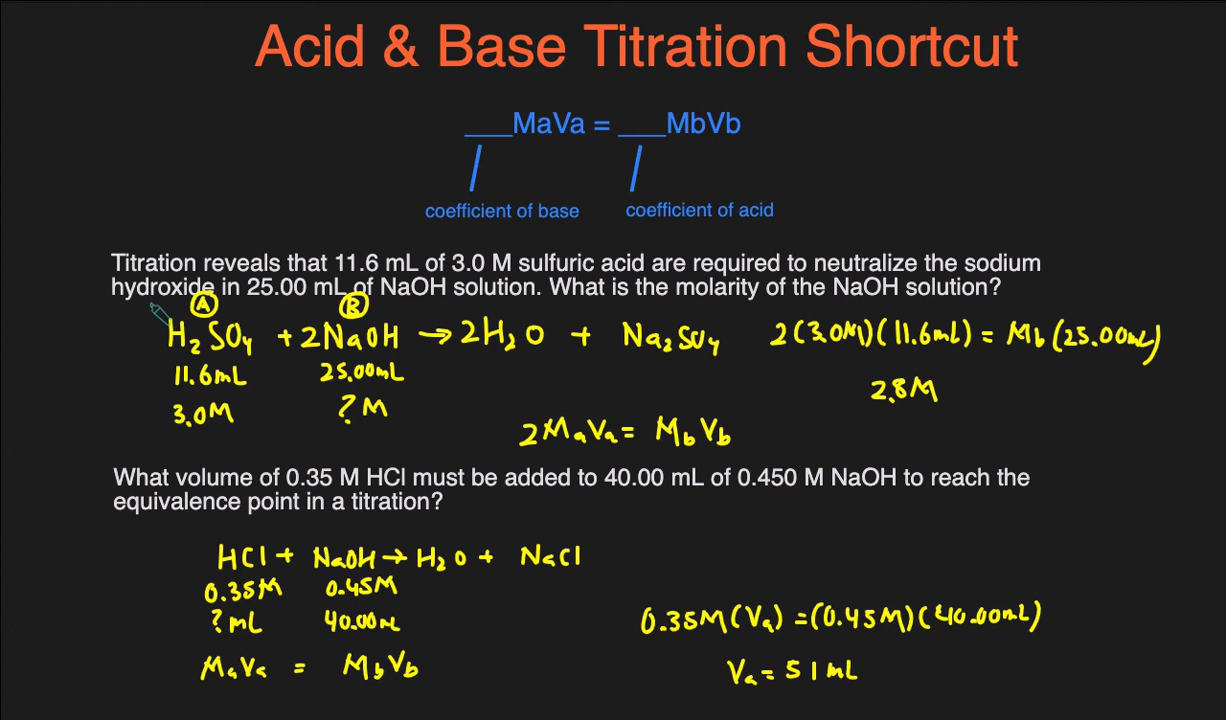 Acid & Base Titration Shortcut
___MaVa = ___MbVb
coefficient of base coefficient of acid
Titration reveals that 11.6 mL of 3.0 M sulfuric acid are required to neutralize the sodium
hydroxide in 25.00 mL of NaOH solution. What is the molarity of the NaOH solution?
A B
H₂SO₄ + 2NaOH → 2H₂O + Na₂SO₄ 2(3.0M)(11.6mL) = Mb(25.00mL)
11.6mL 25.00mL
2.8M
3.0M ?M
2MaVa = MbVb
What volume of 0.35 M HCl must be added to 40.00 mL of 0.450 M NaOH to reach the
equivalence point in a titration?
HCl + NaOH → H₂O + NaCl
0.35M 0.45M
?mL 40.00mL 0.35M(Va) = (0.45M)(40.00mL)
MaVa = MbVb Va = 51mL